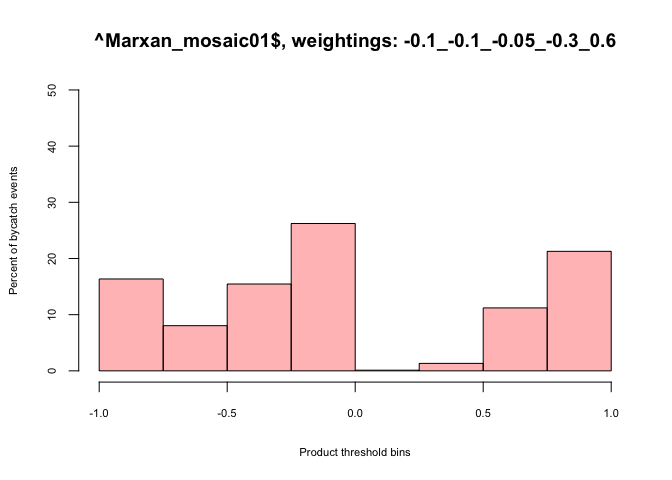 ^Marxan_mosaic01$, weightings: -0.1_-0.1_-0.05_-0.3_0.6
50
40
30
20
10
0
Percent of bycatch events
-1.0 -0.5 0.0 0.5 1.0
Product threshold bins